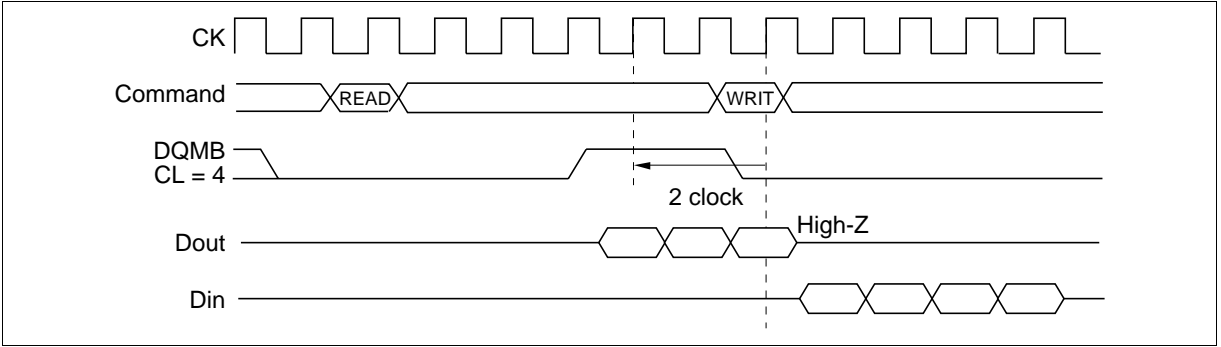 CK
Command
READ
WRIT
DQMB
CL = 4
2 clock
Dout
High-Z
Din